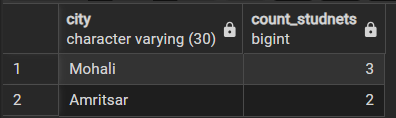 city count_studnets
character varying (30) bigint
1 Mohali 3
2 Amritsar 2